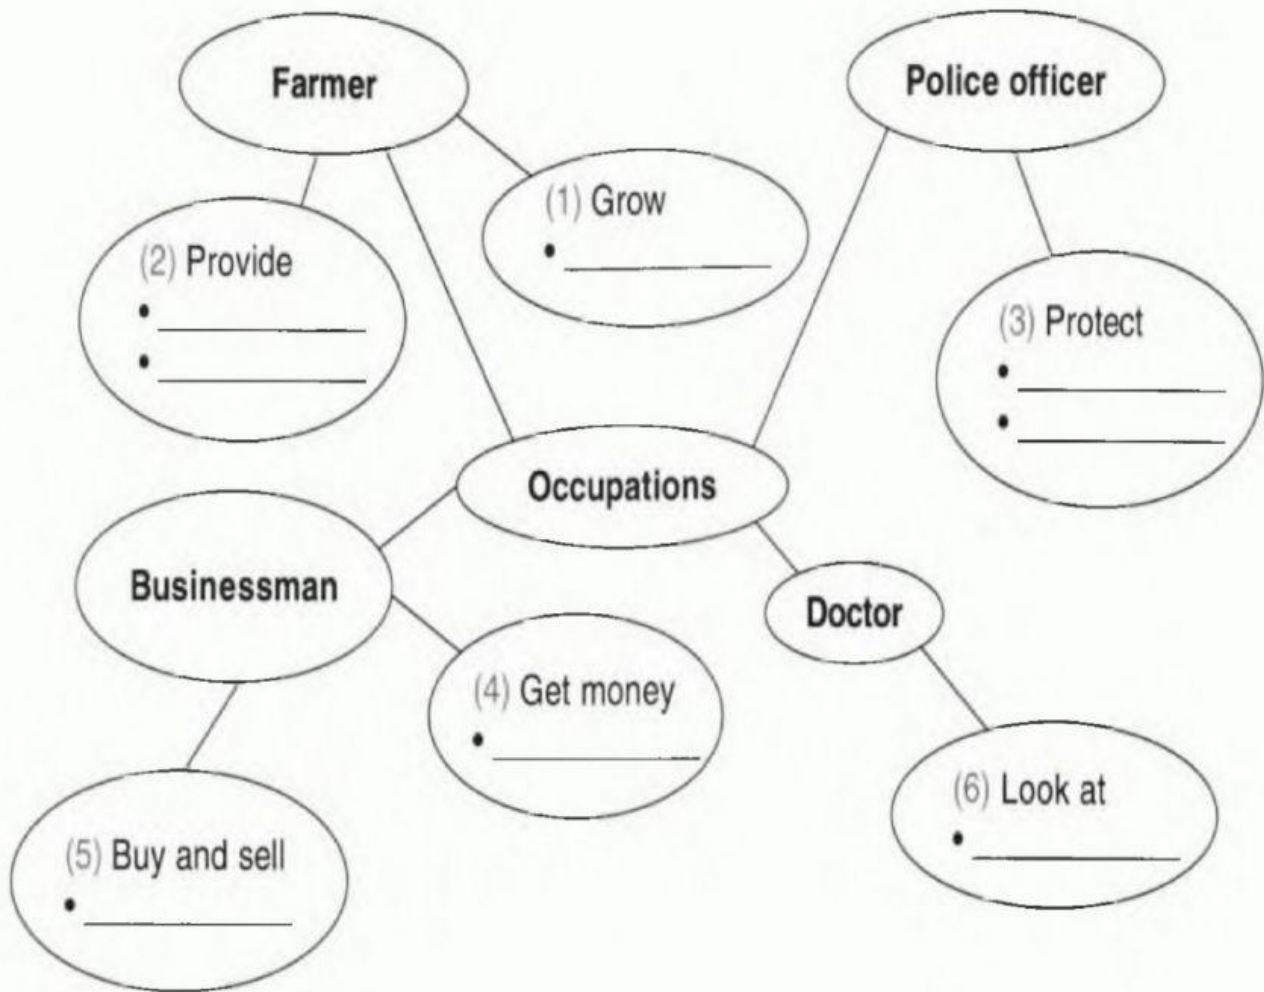 Farmer
Police officer
(1) Grow
•
(2) Provide
•
•
(3) Protect
•
•
Occupations
Businessman
Doctor
(4) Get money
•
(6) Look at
•
(5) Buy and sell
•